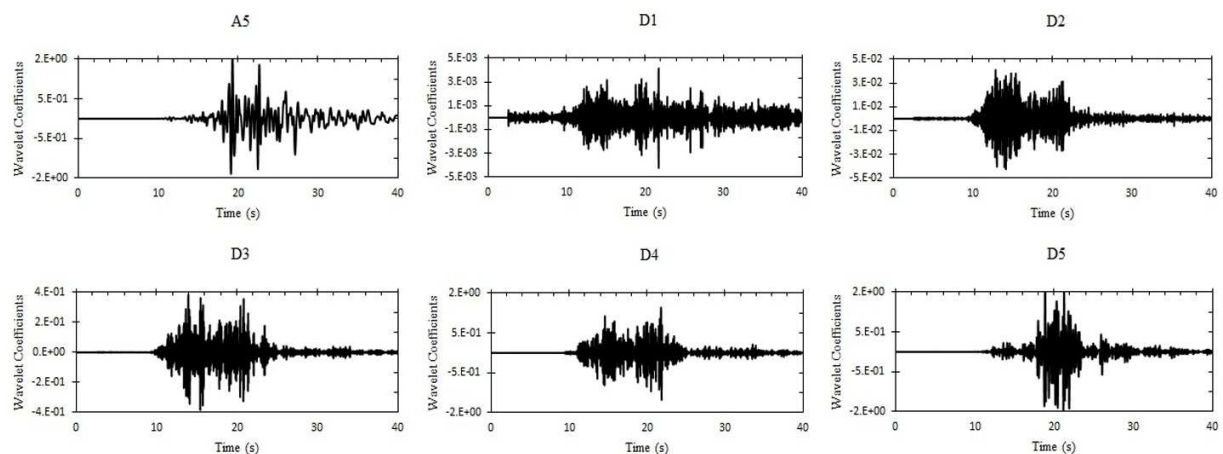 A5
D1
D2
Wavelet Coefficients
2.E+00
5.E-01
-5.E-01
-2.E+00
0 10 20 30 40
Time (s)
Wavelet Coefficients
5.E-03
3.E-03
1.E-03
-1.E-03
-3.E-03
-5.E-03
0 10 20 30 40
Time (s)
Wavelet Coefficients
5.E-02
3.E-02
1.E-02
-1.E-02
-3.E-02
-5.E-02
0 10 20 30 40
Time (s)
D3
D4
D5
Wavelet Coefficients
4.E-01
2.E-01
0.E+00
-2.E-01
-4.E-01
0 10 20 30 40
Time (s)
Wavelet Coefficients
2.E+00
5.E-01
-5.E-01
-2.E+00
0 10 20 30 40
Time (s)
Wavelet Coefficients
2.E+00
5.E-01
-5.E-01
-2.E+00
0 10 20 30 40
Time (s)